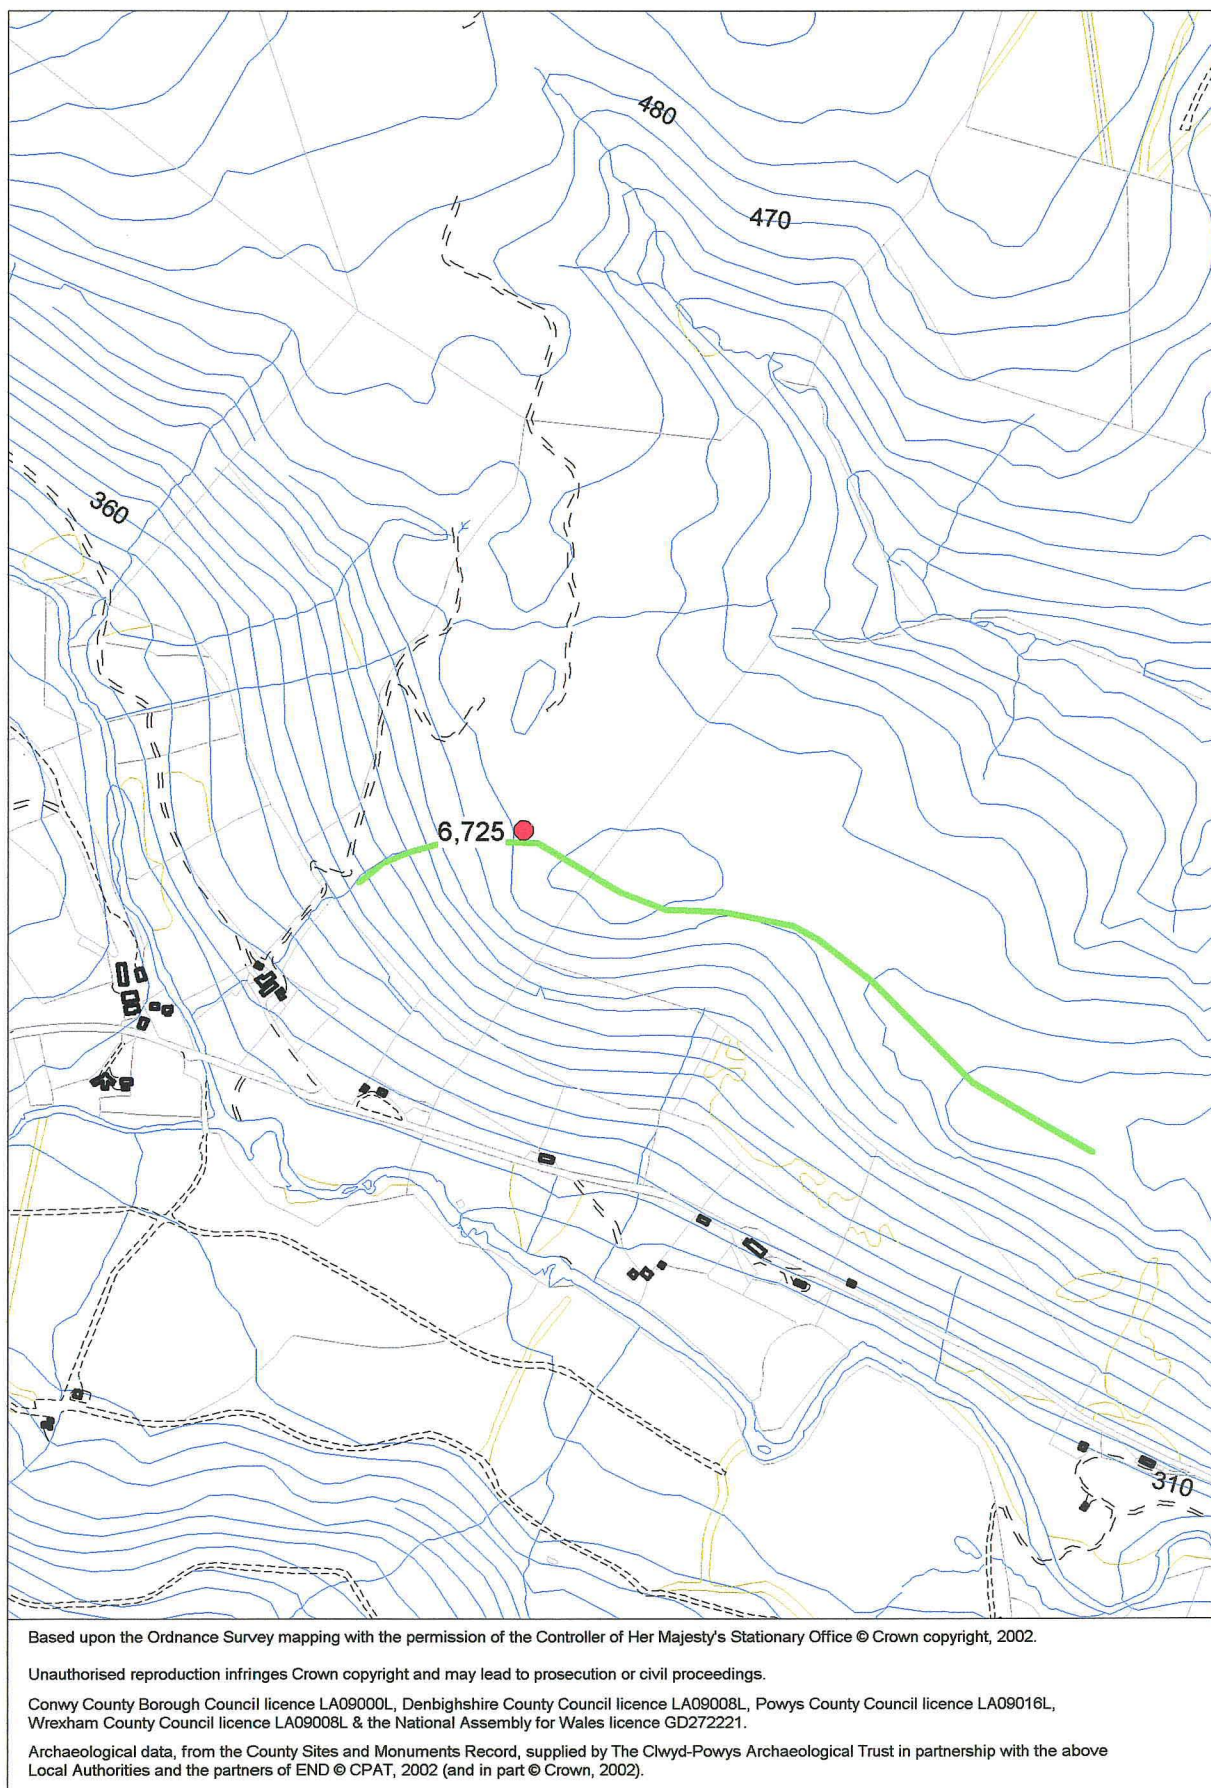 480
470
360
6,725
310
Based upon the Ordnance Survey mapping with the permission of the Controller of Her Majesty's Stationary Office © Crown copyright, 2002.
Unauthorised reproduction infringes Crown copyright and may lead to prosecution or civil proceedings.
Conwy County Borough Council licence LA09000L, Denbighshire County Council licence LA09008L, Powys County Council licence LA09016L,
Wrexham County Council licence LA09008L & the National Assembly for Wales licence GD272221.
Archaeological data, from the County Sites and Monuments Record, supplied by The Clwyd-Powys Archaeological Trust in partnership with the above
Local Authorities and the partners of END © CPAT, 2002 (and in part © Crown, 2002).